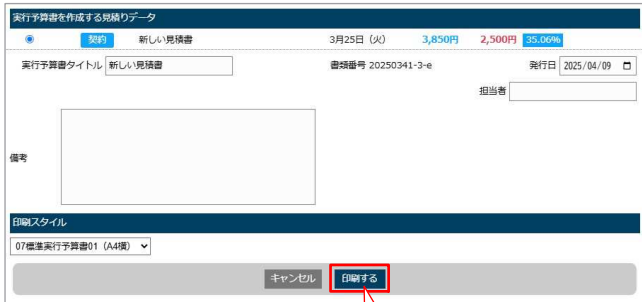 実行予算書を作成する見積りデータ
契約 新しい見積書 3月25日（火） 3,850円 2,500円 35.06%
実行予算書タイトル 新しい見積書 書類番号 20250341-3-e 発行日 2025/04/09
担当者
備考
印刷スタイル
07標準実行予算書01（A4横）
キャンセル 印刷する